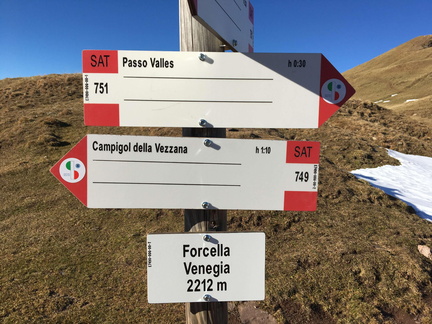 SAT
751
Passo Valles
h 0:30
Campigol della Vezzana
h 1:10
SAT
749
Forcella
Venegia
2212 m